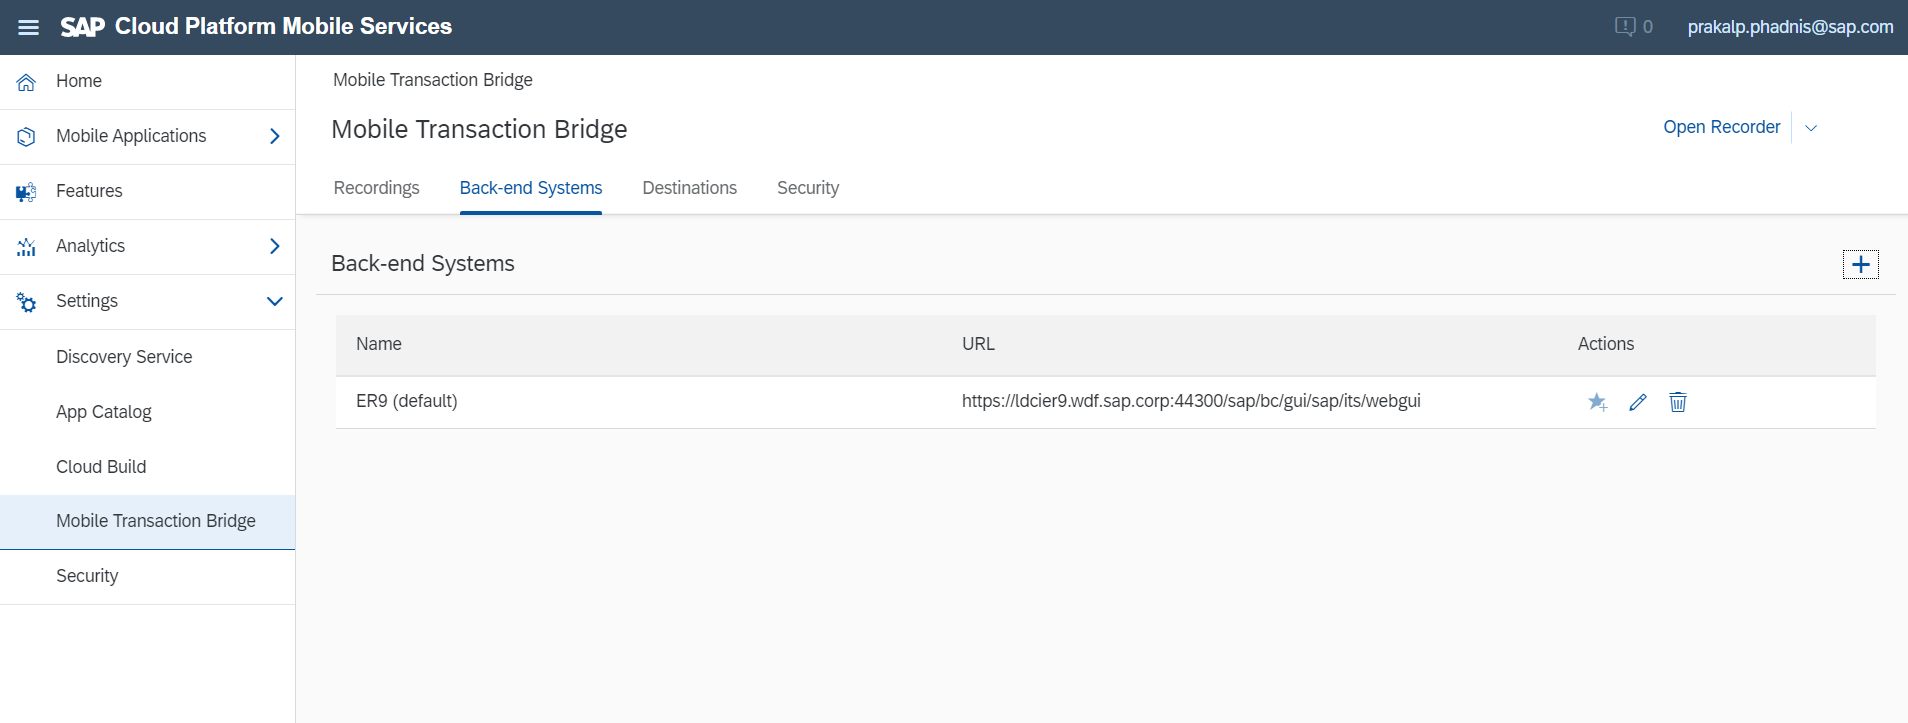 SAP Cloud Platform Mobile Services
0
prakalp.phadnis@sap.com
Home
Mobile Applications
Features
Analytics
Settings
Discovery Service
App Catalog
Cloud Build
Mobile Transaction Bridge
Security
Mobile Transaction Bridge
Mobile Transaction Bridge
Open Recorder
Recordings Back-end Systems Destinations Security
Back-end Systems
Name URL Actions
ER9 (default) https://ldcier9.wdf.sap.corp:44300/sap/bc/gui/sap/its/webgui